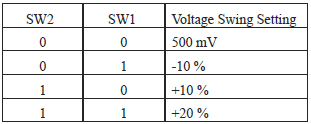 SW2 SW1 Voltage Swing Setting
0 0 500 mV
0 1 -10 %
1 0 +10 %
1 1 +20 %